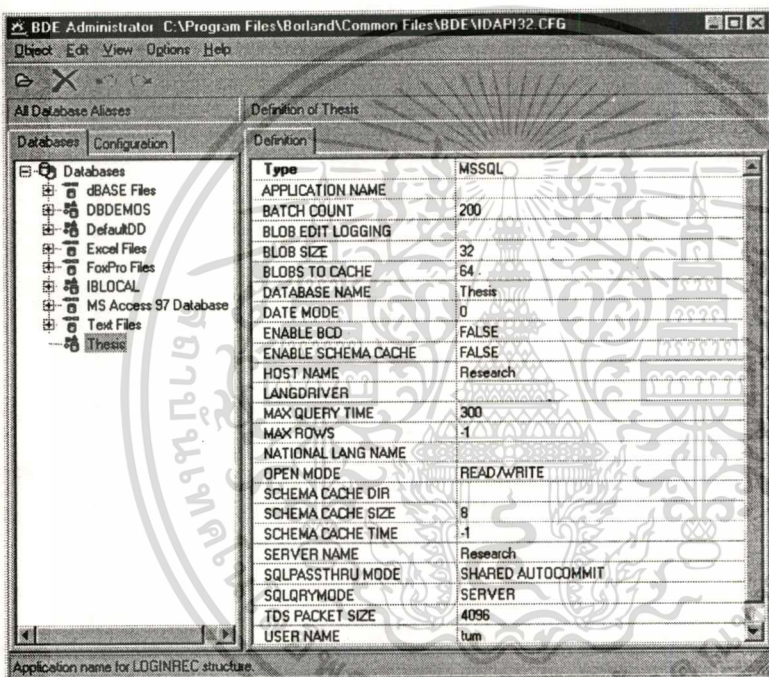 BDE Administrator C:\Program Files\Borland\Common Files\BDE\IDAPI32.CFG
Object Edit View Options Help
All Database Aliases
Definition of Thesis
Databases Configuration
Definition
Databases
dBASE Files
DBDEMOS
DefaultDD
Excel Files
FoxPro Files
IBLOCAL
MS Access 97 Database
Text Files
Thesis
Type MSSQL
APPLICATION NAME
BATCH COUNT 200
BLOB EDIT LOGGING
BLOB SIZE 32
BLOBS TO CACHE 64
DATABASE NAME Thesis
DATE MODE 0
ENABLE BCD FALSE
ENABLE SCHEMA CACHE FALSE
HOST NAME Research
LANGDRIVER
MAX QUERY TIME 300
MAX ROWS -1
NATIONAL LANG NAME
OPEN MODE READ/WRITE
SCHEMA CACHE DIR
SCHEMA CACHE SIZE 8
SCHEMA CACHE TIME -1
SERVER NAME Research
SQLPASSTHRU MODE SHARED AUTOCOMMIT
SQLQRYMODE SERVER
TDS PACKET SIZE 4096
USER NAME tum
Application name for LOGINREC structure.